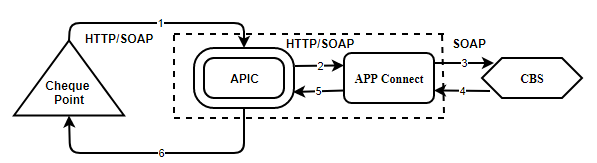 1
HTTP/SOAP
HTTP/SOAP
SOAP
2
3
APIC
APP Connect
CBS
Cheque
Point
5
4
6